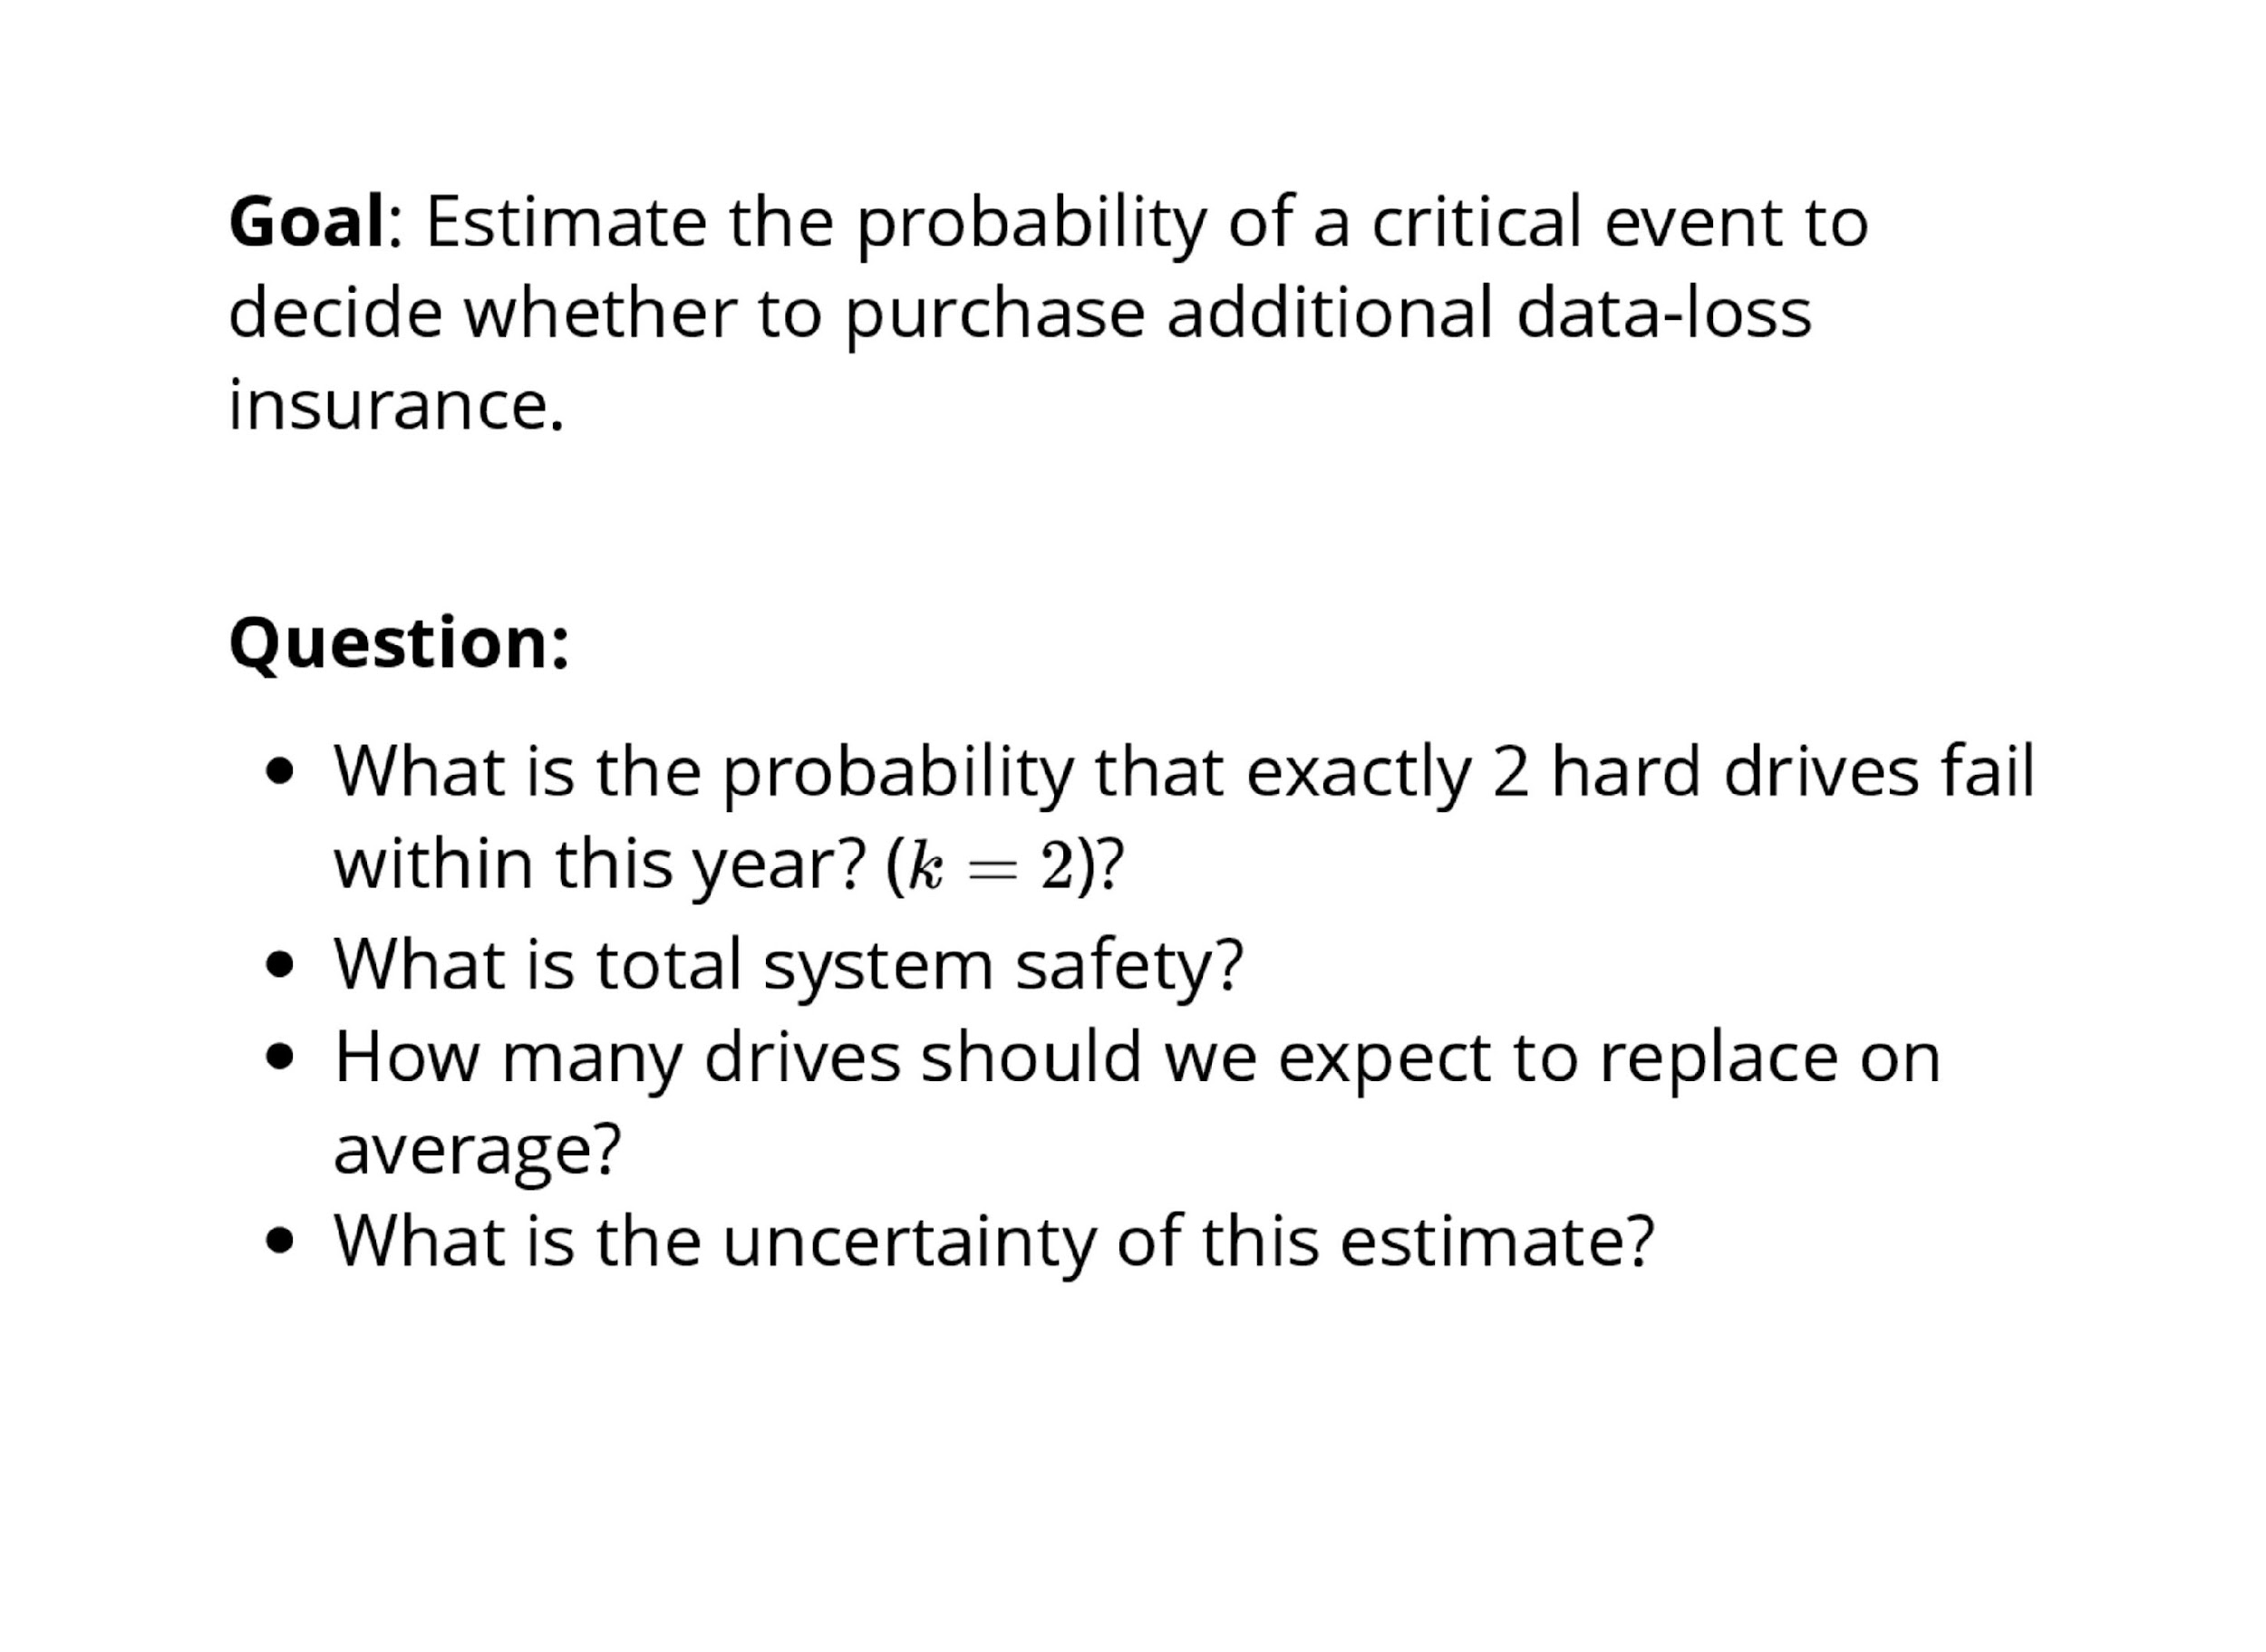 Goal: Estimate the probability of a critical event to
decide whether to purchase additional data-loss
insurance.
Question:
• What is the probability that exactly 2 hard drives fail
within this year? (k = 2)?
• What is total system safety?
• How many drives should we expect to replace on
average?
• What is the uncertainty of this estimate?